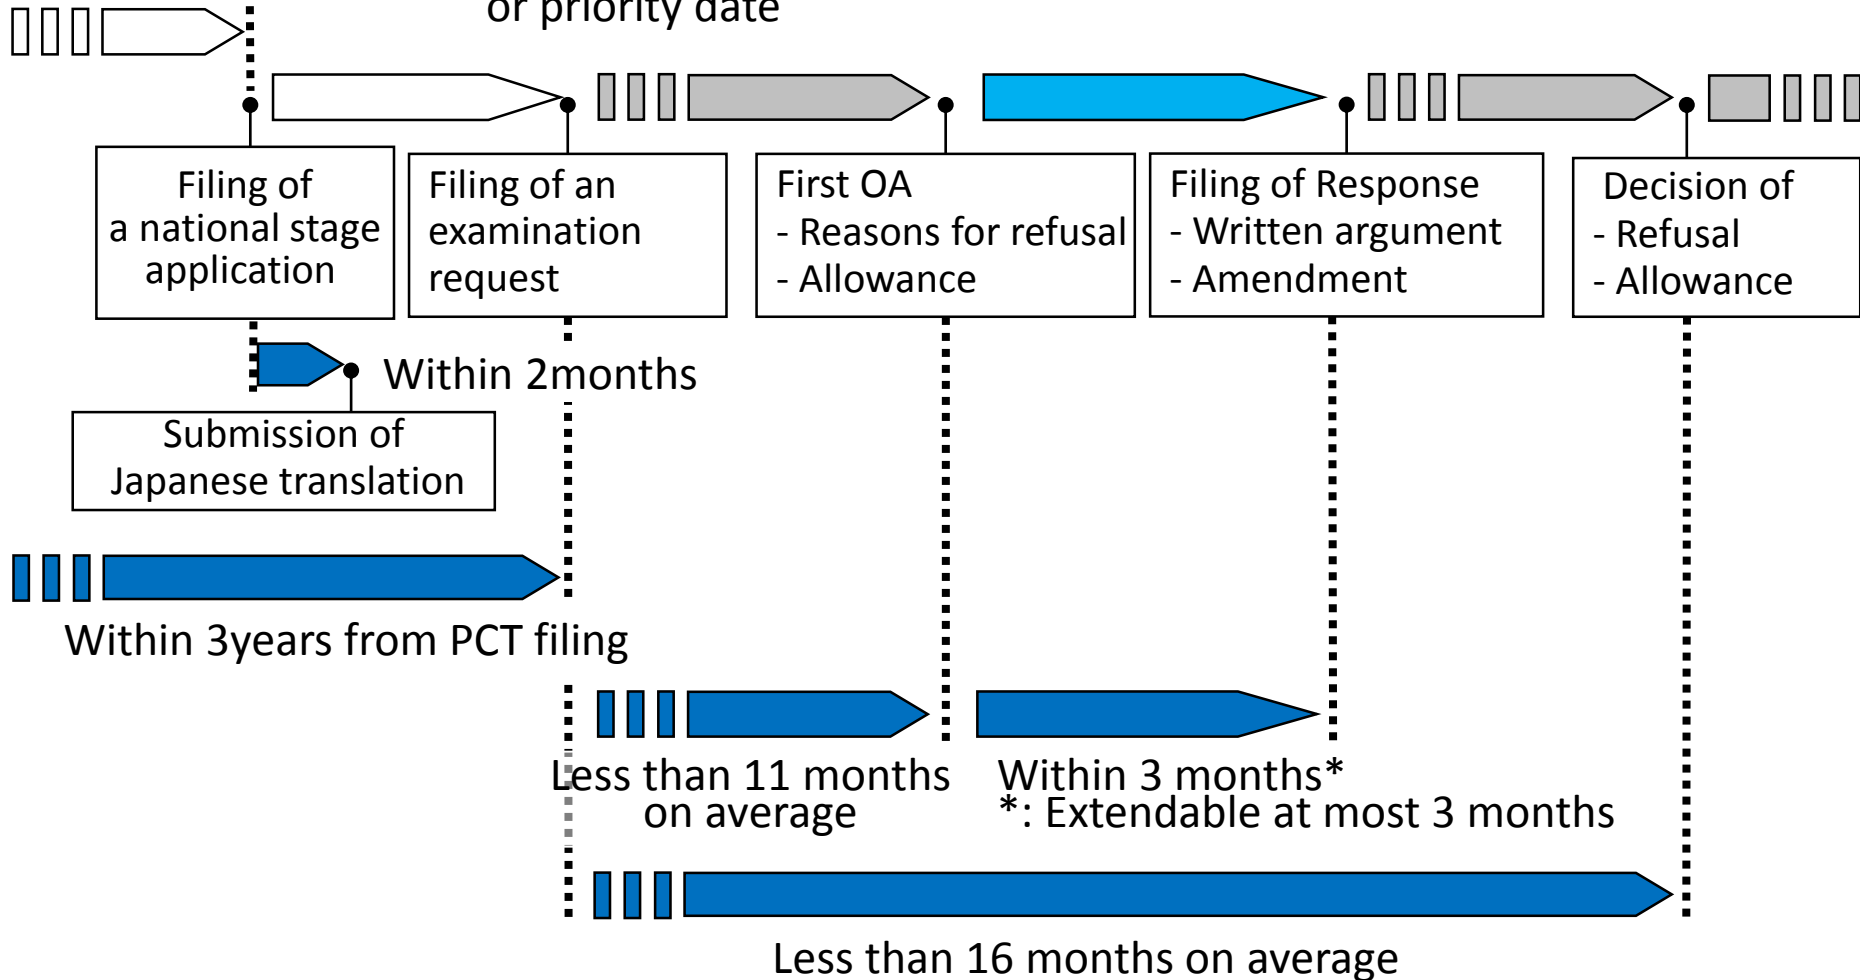 or priority date
Filing of
a national stage
application
Filing of an
examination
request
First OA
- Reasons for refusal
- Allowance
Filing of Response
- Written argument
- Amendment
Decision of
- Refusal
- Allowance
Within 2months
Submission of
Japanese translation
Within 3years from PCT filing
Less than 11 months
on average
Within 3 months*
*: Extendable at most 3 months
Less than 16 months on average